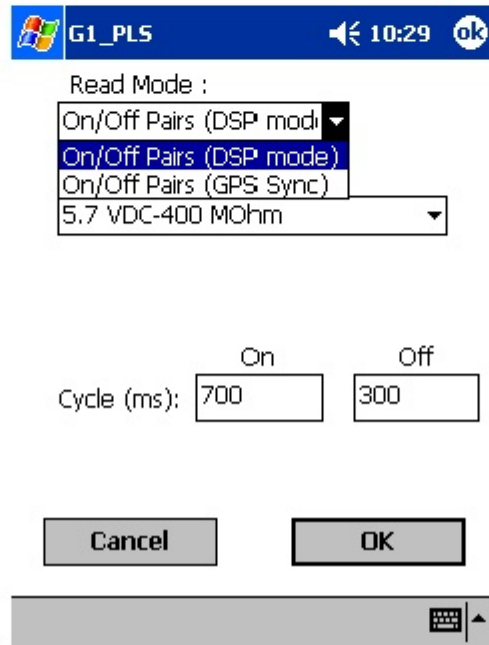 G1_PLS 10:29 ok
Read Mode :
On/Off Pairs (DSP mod
On/Off Pairs (DSP mode)
On/Off Pairs (GPS Sync)
5.7 VDC-400 MOhm
On Off
Cycle (ms): 700 300
Cancel OK